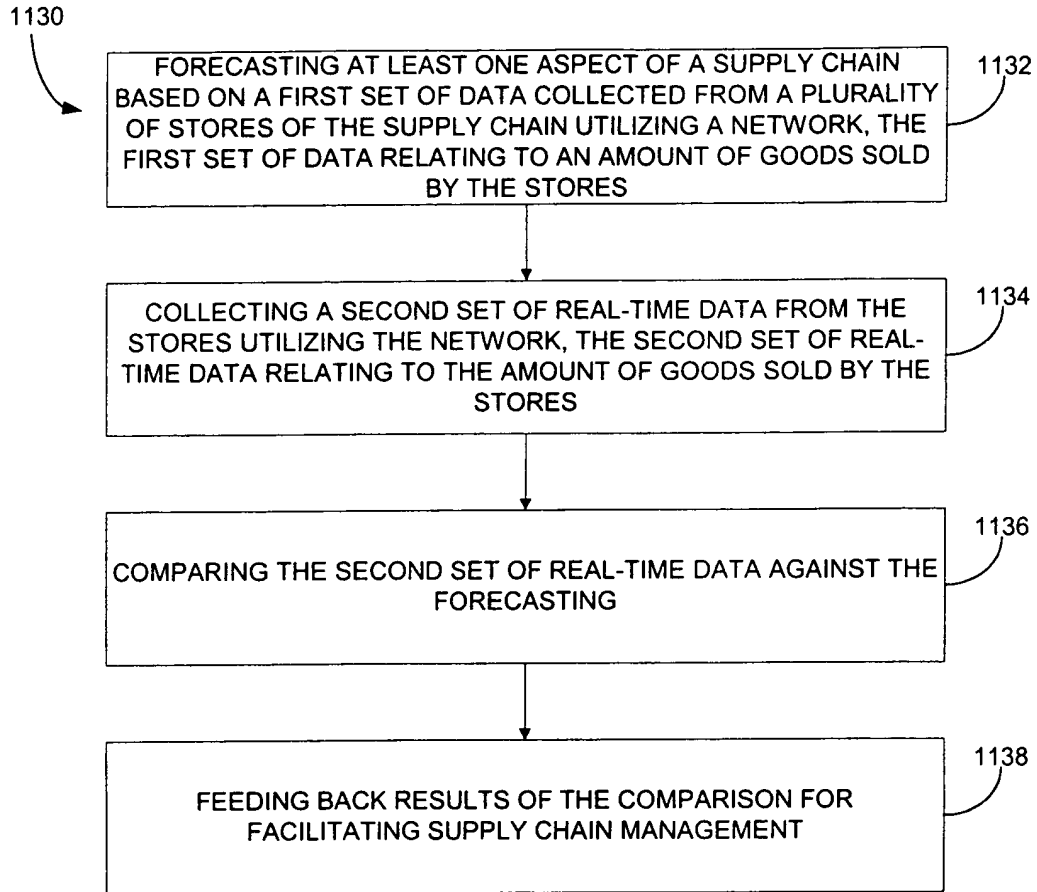 1130
FORECASTING AT LEAST ONE ASPECT OF A SUPPLY CHAIN
BASED ON A FIRST SET OF DATA COLLECTED FROM A PLURALITY
OF STORES OF THE SUPPLY CHAIN UTILIZING A NETWORK, THE
FIRST SET OF DATA RELATING TO AN AMOUNT OF GOODS SOLD
BY THE STORES
1132
COLLECTING A SECOND SET OF REAL-TIME DATA FROM THE
STORES UTILIZING THE NETWORK, THE SECOND SET OF REAL-
TIME DATA RELATING TO THE AMOUNT OF GOODS SOLD BY THE
STORES
1134
COMPARING THE SECOND SET OF REAL-TIME DATA AGAINST THE
FORECASTING
1136
FEEDING BACK RESULTS OF THE COMPARISON FOR
FACILITATING SUPPLY CHAIN MANAGEMENT
1138